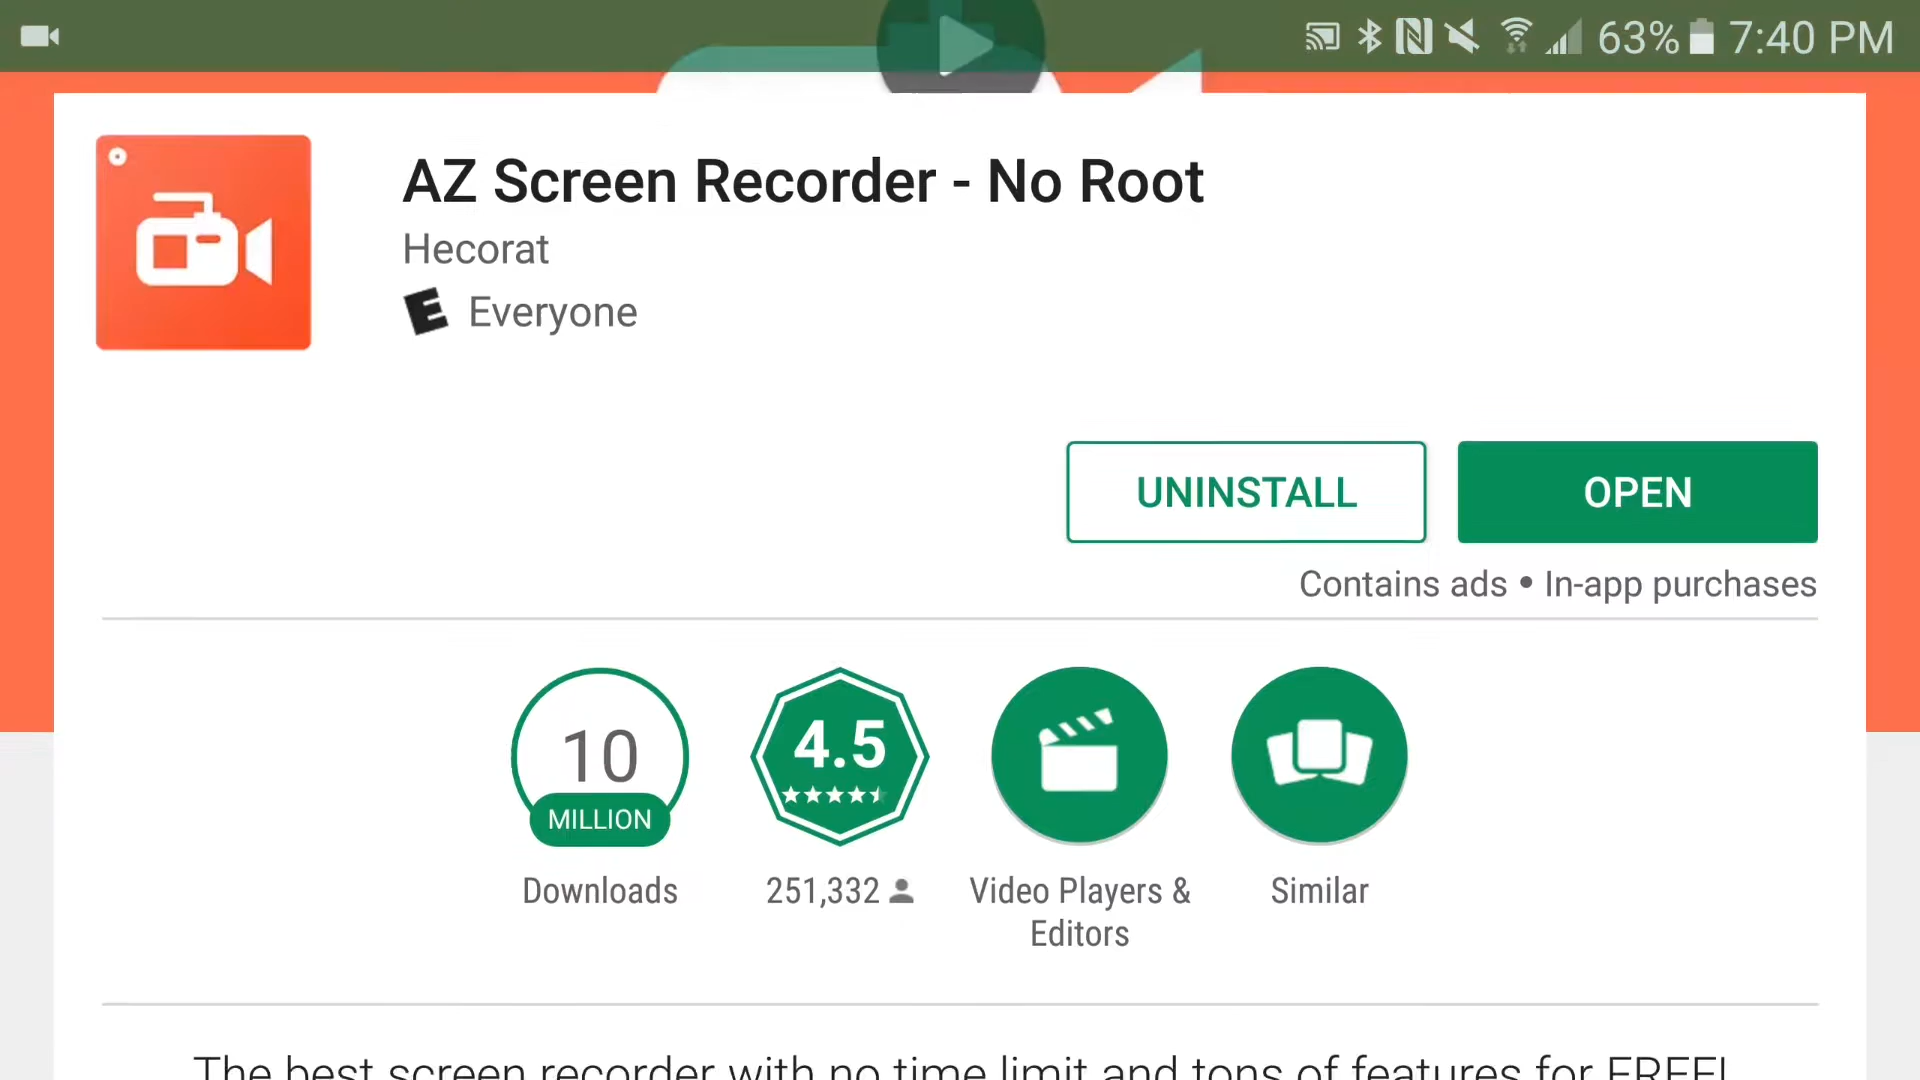 63% 7:40 PM
AZ Screen Recorder - No Root
Hecorat
E Everyone
UNINSTALL
OPEN
Contains ads • In-app purchases
10
MILLION
Downloads
4.5
251,332
Video Players &
Editors
Similar
The best screen recorder with no time limit and tons of features for FREE!